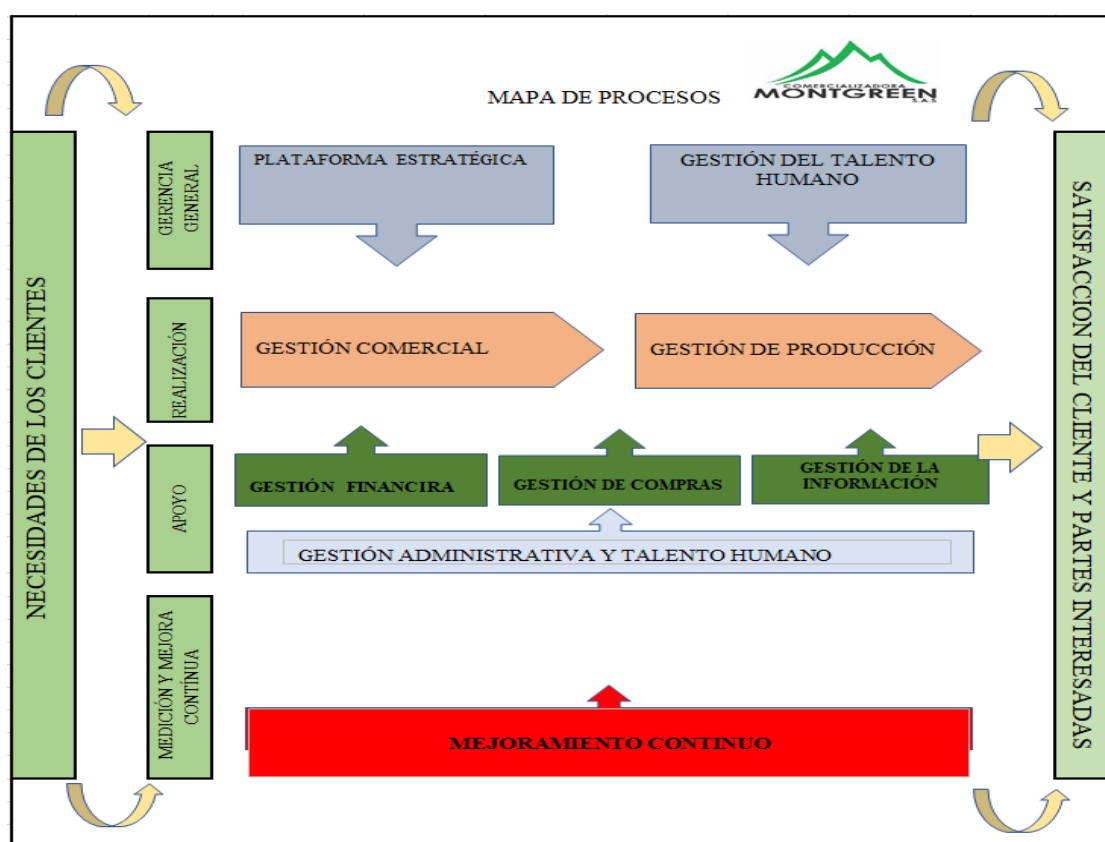 MAPA DE PROCESOS
COMERCIALIZADORA
MONTGREEN
S.A.S
NECESIDADES DE LOS CLIENTES
GERENCIA
GENERAL
PLATAFORMA ESTRATÉGICA
GESTIÓN DEL TALENTO
HUMANO
REALIZACIÓN
GESTIÓN COMERCIAL
GESTIÓN DE PRODUCCIÓN
APOYO
GESTIÓN FINANCIRA
GESTIÓN DE COMPRAS
GESTIÓN DE LA
INFORMACIÓN
GESTIÓN ADMINISTRATIVA Y TALENTO HUMANO
MEDICIÓN Y MEJORA
CONTÍNUA
MEJORAMIENTO CONTINUO
SATISFACCION DEL CLIENTE Y PARTES INTERESADAS